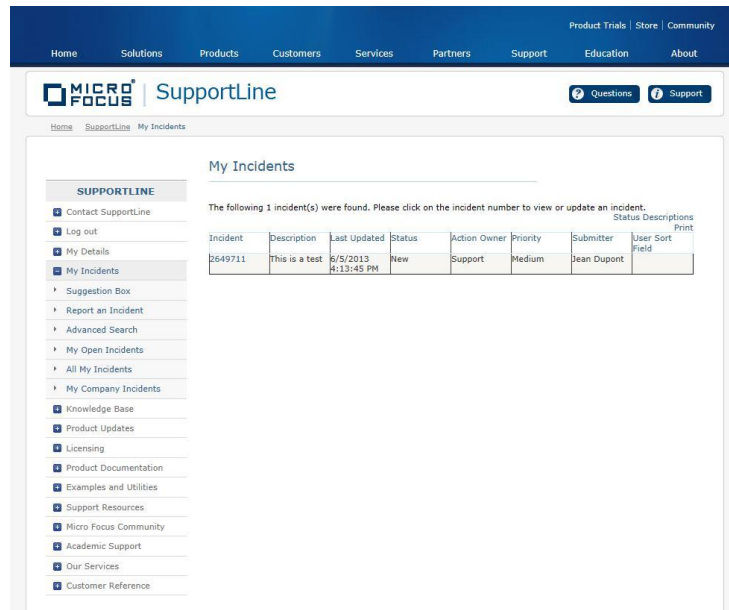 Product Trials | Store | Community
Home Solutions Products Customers Services Partners Support Education About
MICRO FOCUS | SupportLine
Questions Support
Home SupportLine My Incidents
My Incidents
SUPPORTLINE
Contact SupportLine
Log out
My Details
My Incidents
Suggestion Box
Report an Incident
Advanced Search
My Open Incidents
All My Incidents
My Company Incidents
Knowledge Base
Product Updates
Licensing
Product Documentation
Examples and Utilities
Support Resources
Micro Focus Community
Academic Support
Our Services
Customer Reference
The following 1 incident(s) were found. Please click on the incident number to view or update an incident.
Status Descriptions
Print
Incident Description Last Updated Status Action Owner Priority Submitter User Sort Field
2649711 This is a test 6/5/2013 4:13:45 PM New Support Medium Jean Dupont